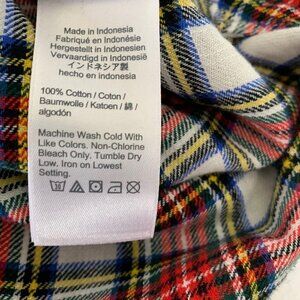 Made in Indonesia
Fabriqué en Indonésie
Hergestellt in Indonesien
Vervaardigd in Indonesië
インドネシア製
hecho en indonesia
100% Cotton / Coton /
Baumwolle / Katoen / 綿 /
algodón
Machine Wash Cold With
Like Colors. Non-Chlorine
Bleach Only. Tumble Dry
Low. Iron on Lowest
Setting.